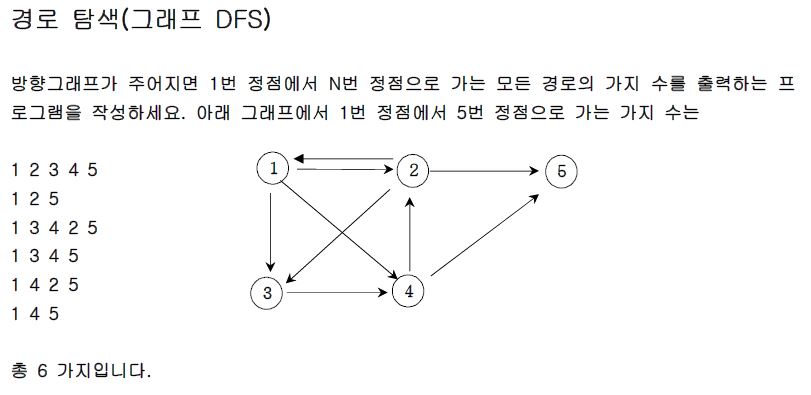 경로 탐색(그래프 DFS)
방향그래프가 주어지면 1번 정점에서 N번 정점으로 가는 모든 경로의 가지 수를 출력하는 프
로그램을 작성하세요. 아래 그래프에서 1번 정점에서 5번 정점으로 가는 가지 수는
1 2 3 4 5
1 2 5
1 3 4 2 5
1 3 4 5
1 4 2 5
1 4 5
1 2 5
3 4
총 6 가지입니다.